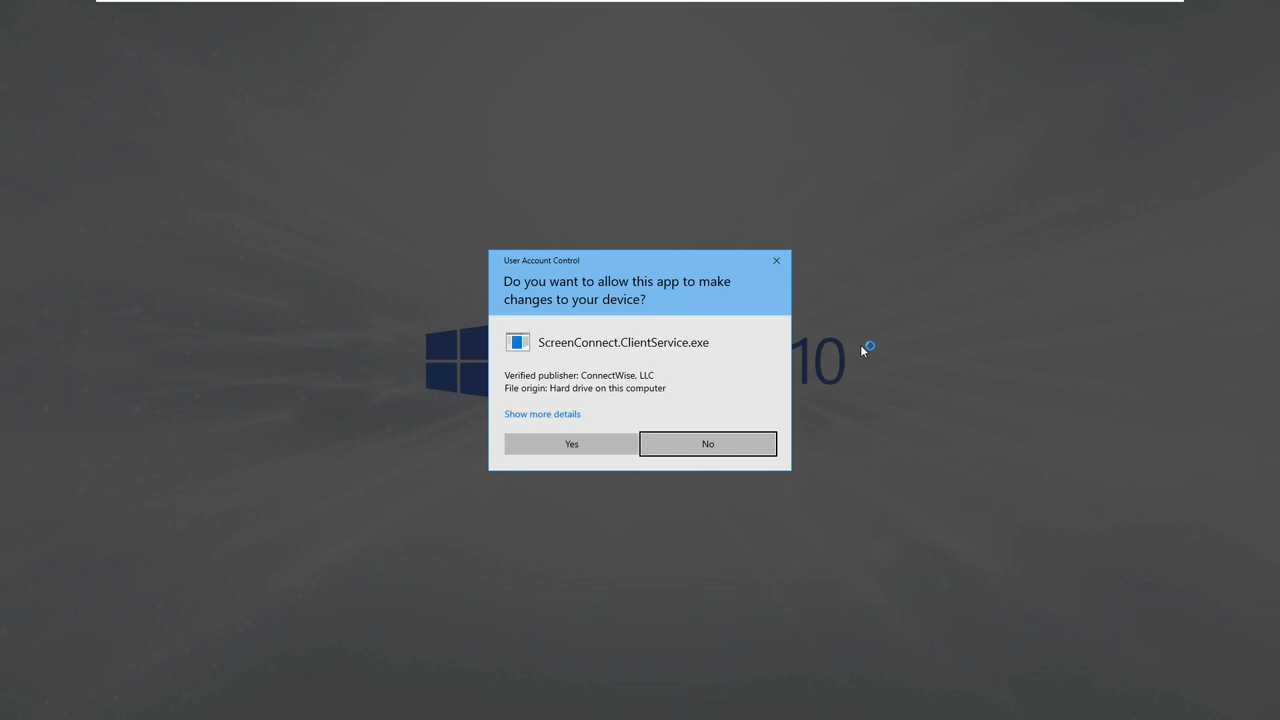 User Account Control
Do you want to allow this app to make
changes to your device?
ScreenConnect.ClientService.exe
Verified publisher: ConnectWise, LLC
File origin: Hard drive on this computer
Show more details
Yes
No
10